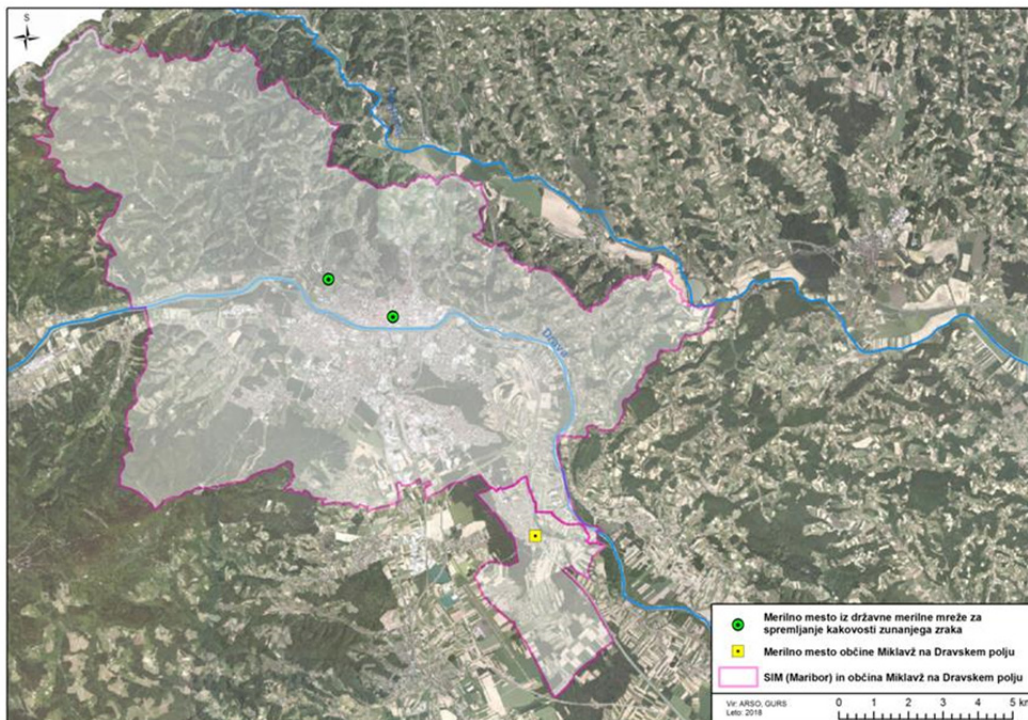 S
Drava
Merilno mesto iz državne merilne mreže za
spremljanje kakovosti zunanjega zraka
Merilno mesto občine Miklavž na Dravskem polju
SIM (Maribor) in občina Miklavž na Dravskem polju
Vir: ARSO, GURS
Leto: 2018
0 1 2 3 4 5 km